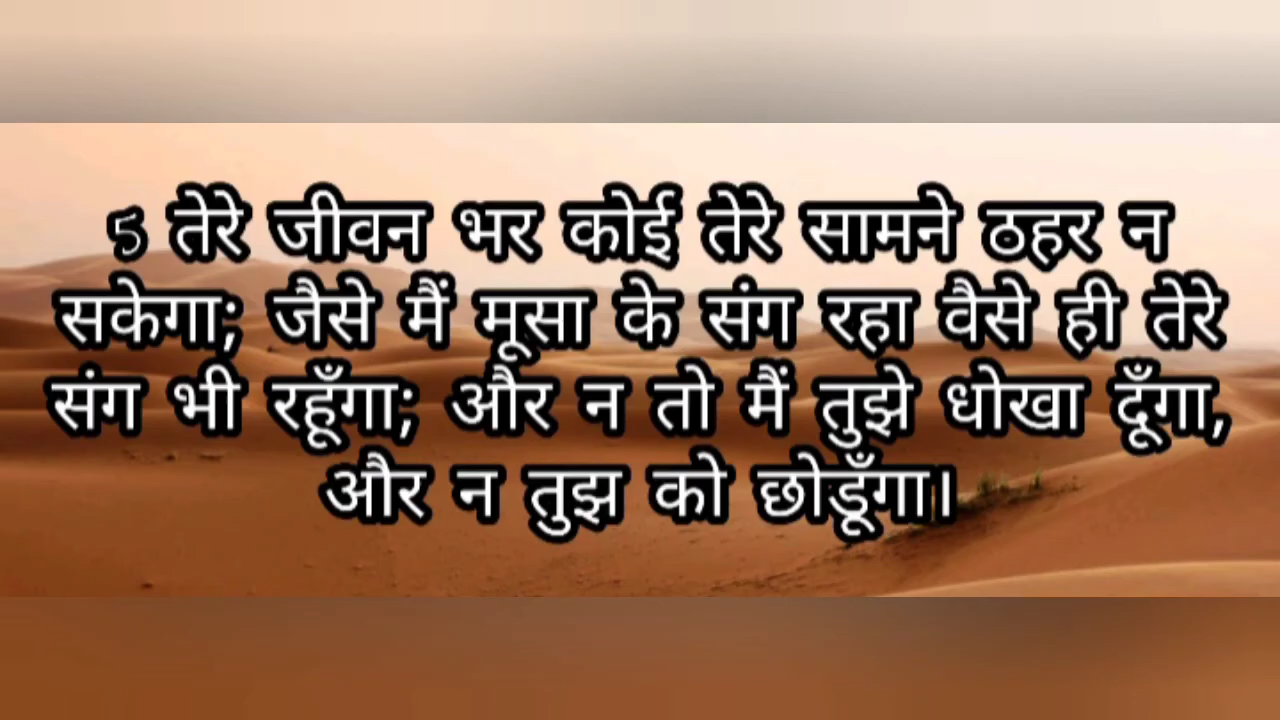 5 तेरे जीवन भर कोई तेरे सामने ठहर न
सकेगा; जैसे मैं मूसा के संग रहा वैसे ही तेरे
संग भी रहूँगा; और न तो मैं तुझे धोखा दूँगा,
और न तुझ को छोडूँगा।